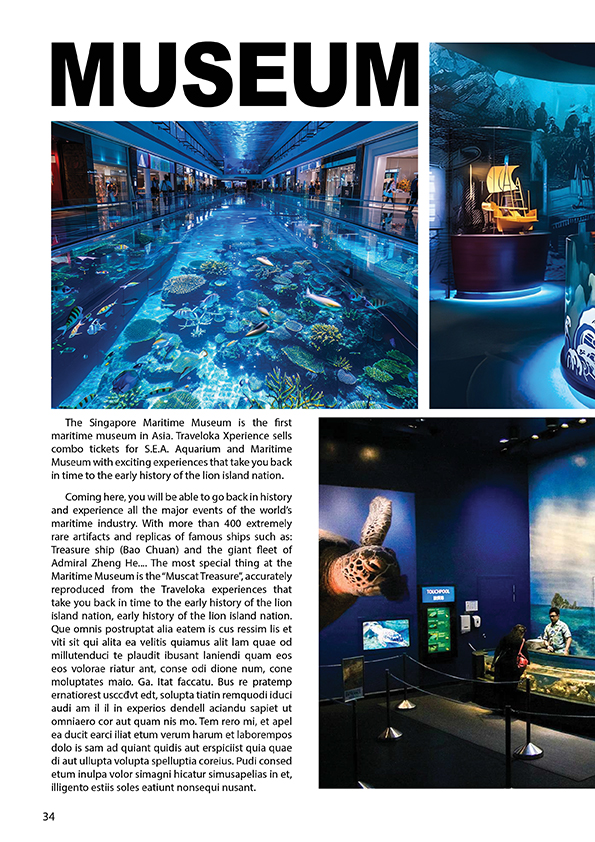 MUSEUM
The Singapore Maritime Museum is the first
maritime museum in Asia. Traveloka Xperience sells
combo tickets for S.E.A. Aquarium and Maritime
Museum with exciting experiences that take you back
in time to the early history of the lion island nation.
Coming here, you will be able to go back in history
and experience all the major events of the world's
maritime industry. With more than 400 extremely
rare artifacts and replicas of famous ships such as:
Treasure ship (Bao Chuan) and the giant fleet of
Admiral Zheng He.... The most special thing at the
Maritime Museum is the “Muscat Treasure”, accurately
reproduced from the Traveloka experiences that
take you back in time to the early history of the lion
island nation, early history of the lion island nation.
Que omnis postruptat alia eatem is cus ressim lis et
viti sit qui alita ea velitis quiamus alit lam quae od
millutenduci te plaudit ibusant laniendi quam eos
eos volorae riatur ant, conse odi dione num, cone
moluptates maio. Ga. Itat faccatu. Bus re pratemp
ernatiorest usccđvt edt, solupta tiatin remquodi iduci
audi am il il in experios dendell aciandu sapiet ut
omniaero cor aut quam nis mo. Tem rero mi, et apel
ea ducit earci iliat etum verum harum et laborempos
dolo is sam ad quiant quidis aut erspiciist quia quae
di aut ullupta volupta spelluptia coreius. Pudi consed
etum inulpa volor simagni hicatur simusapelias in et,
illigento estiis soles eatiunt nonsequi nusant.
TOUCHPOOL
34